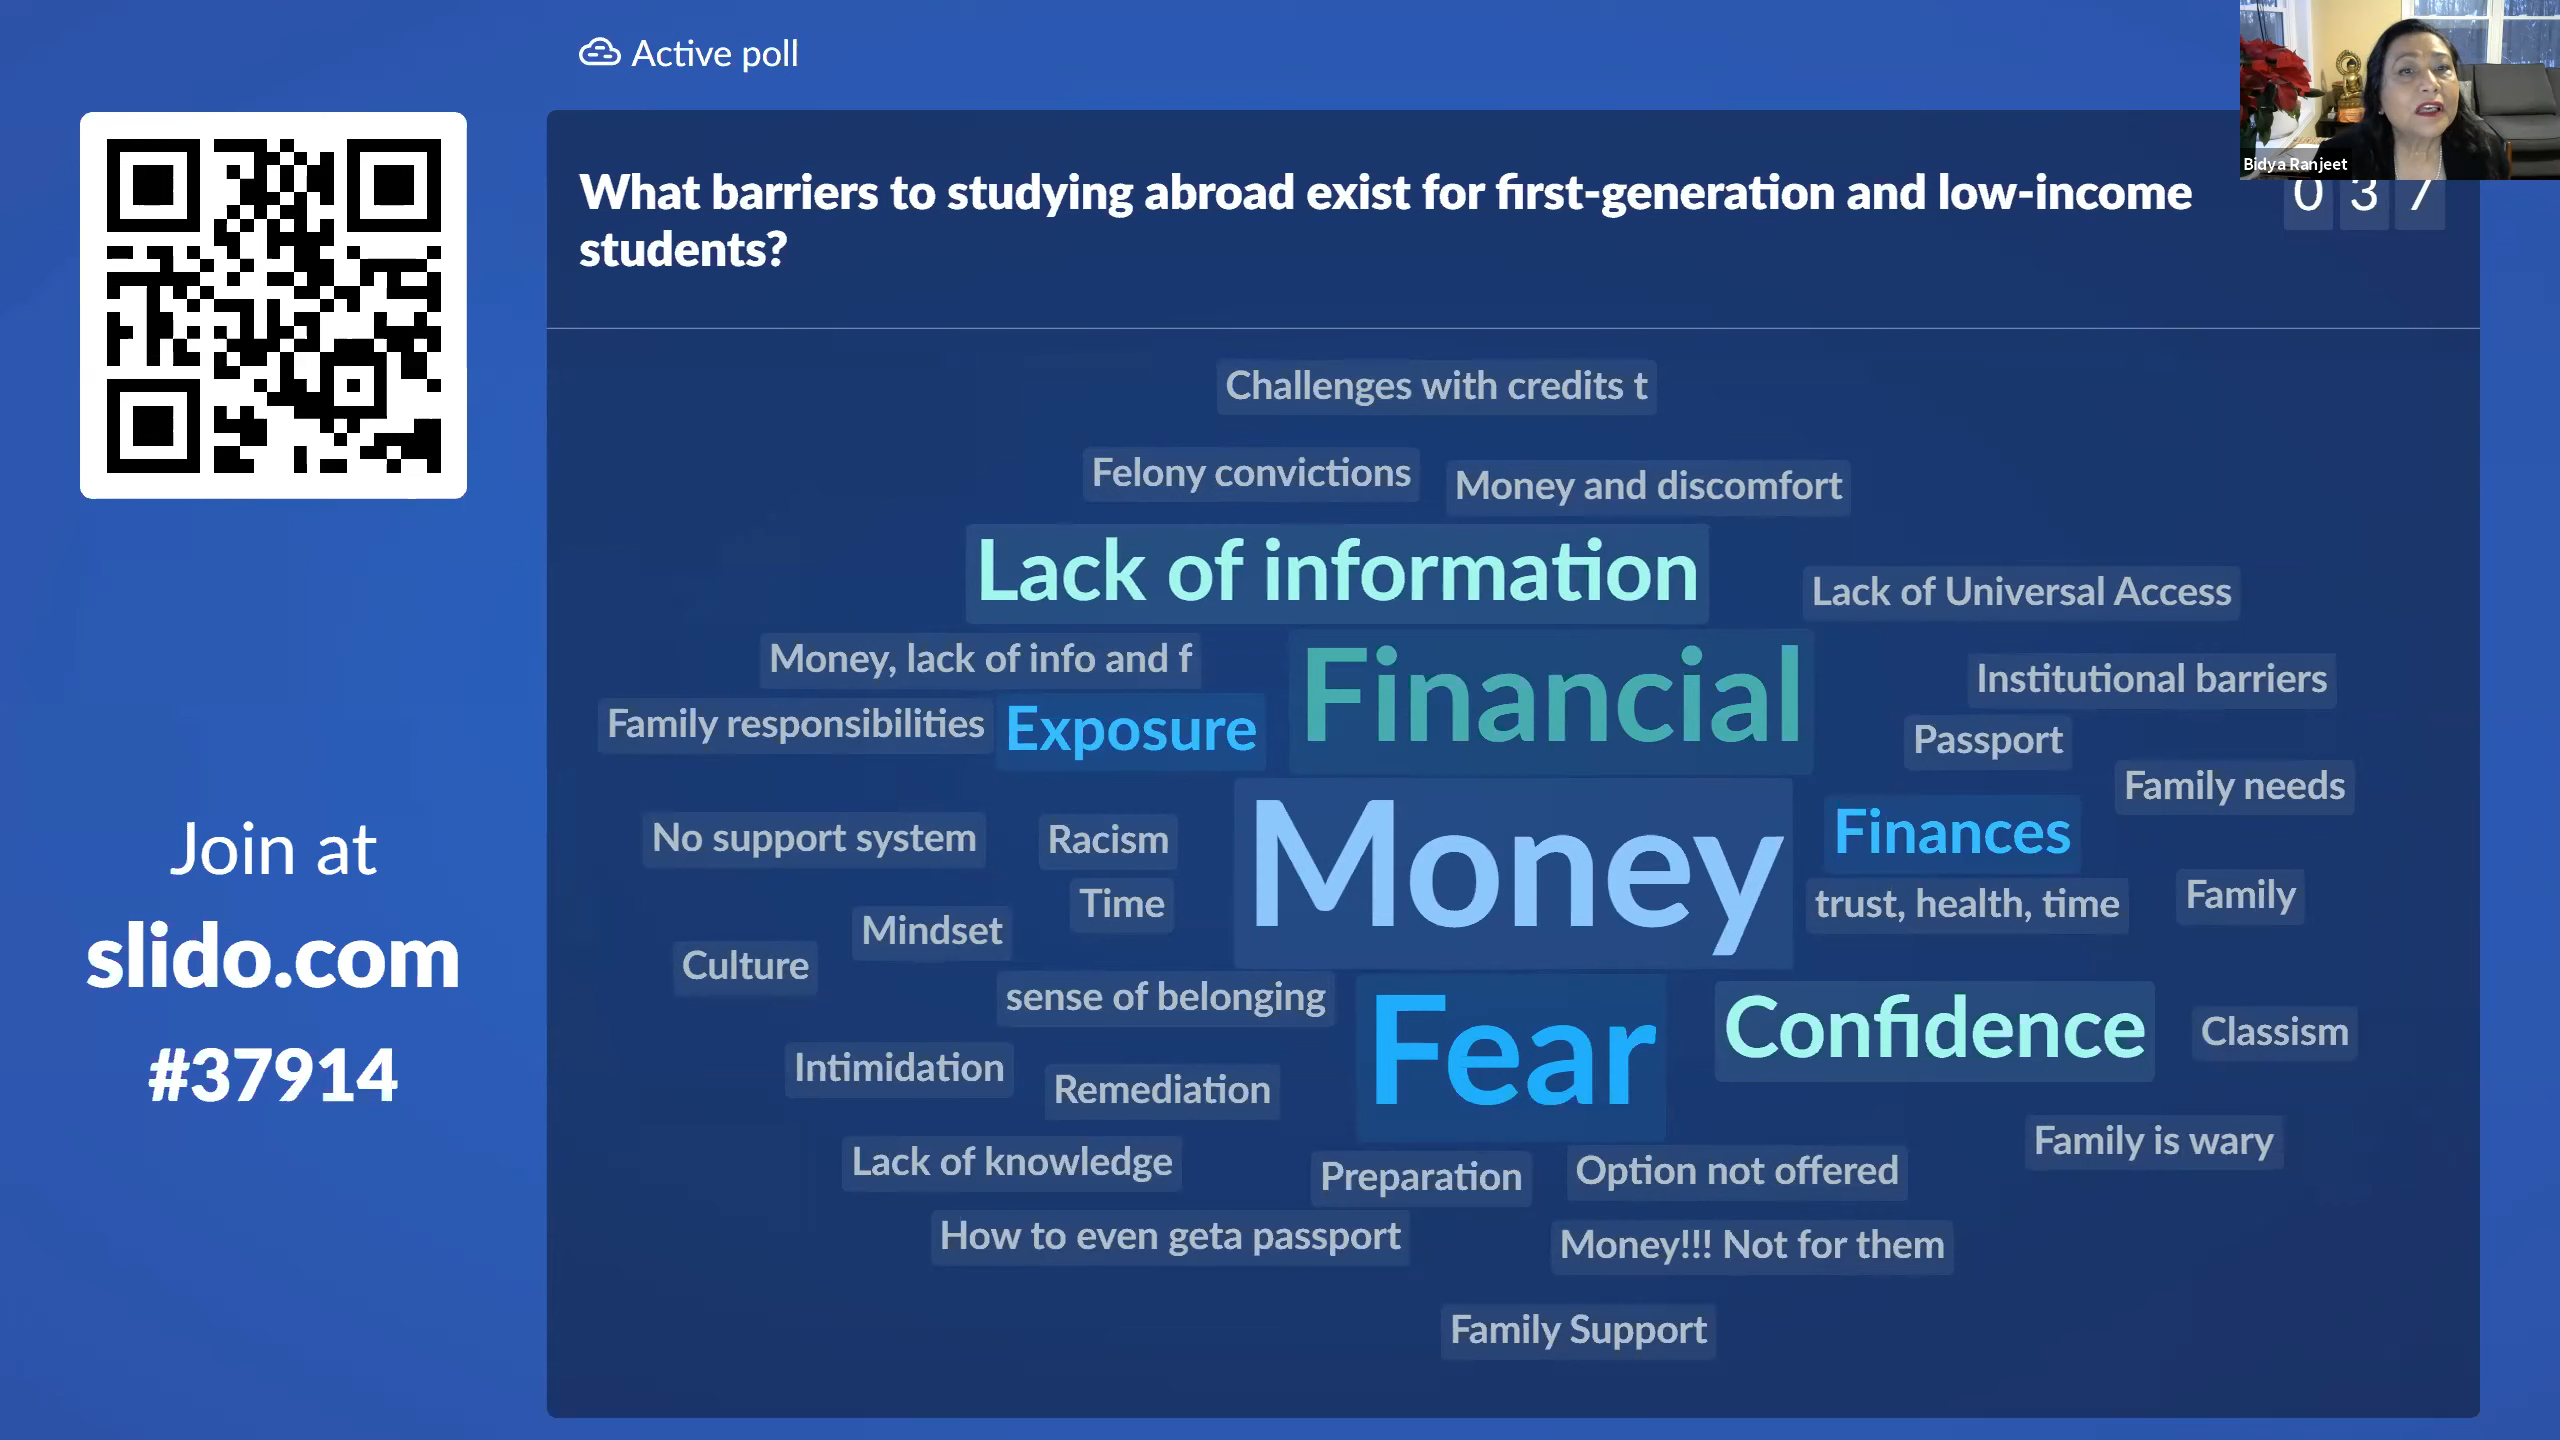 Active poll
Bidya Ranjeet
What barriers to studying abroad exist for first-generation and low-income
students?
0 3 7
Challenges with credits t
Felony convictions
Money and discomfort
Lack of information
Lack of Universal Access
Money, lack of info and f
Financial
Institutional barriers
Family responsibilities
Exposure
Passport
Family needs
No support system
Racism
Money
Finances
Time
trust, health, time
Family
Mindset
Culture
sense of belonging
Fear
Confidence
Classism
Intimidation
Remediation
Family is wary
Lack of knowledge
Preparation
Option not offered
How to even geta passport
Money!!! Not for them
Family Support
Join at
slido.com
#37914